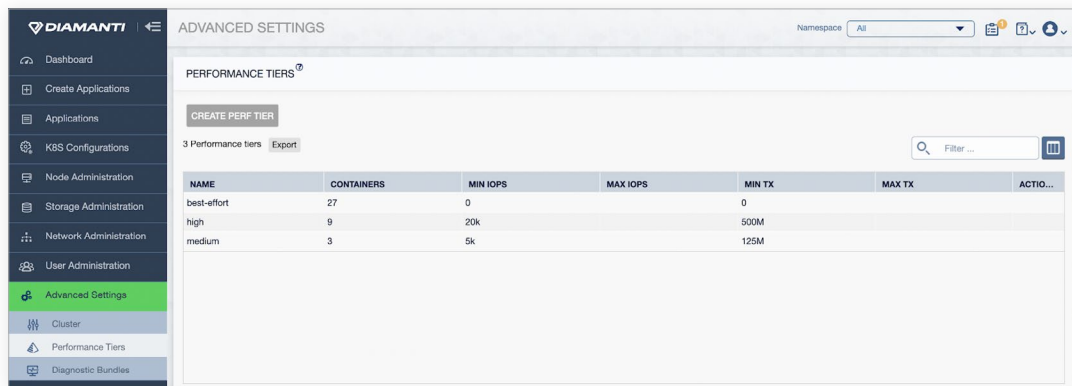 DIAMANTI
ADVANCED SETTINGS
Namespace All
1
?
Dashboard
Create Applications
Applications
K8S Configurations
Node Administration
Storage Administration
Network Administration
User Administration
Advanced Settings
Cluster
Performance Tiers
Diagnostic Bundles
PERFORMANCE TIERS ?
CREATE PERF TIER
3 Performance tiers Export
Filter ...
NAME CONTAINERS MIN IOPS MAX IOPS MIN TX MAX TX ACTIO...
best-effort 27 0 0
high 9 20k 500M
medium 3 5k 125M